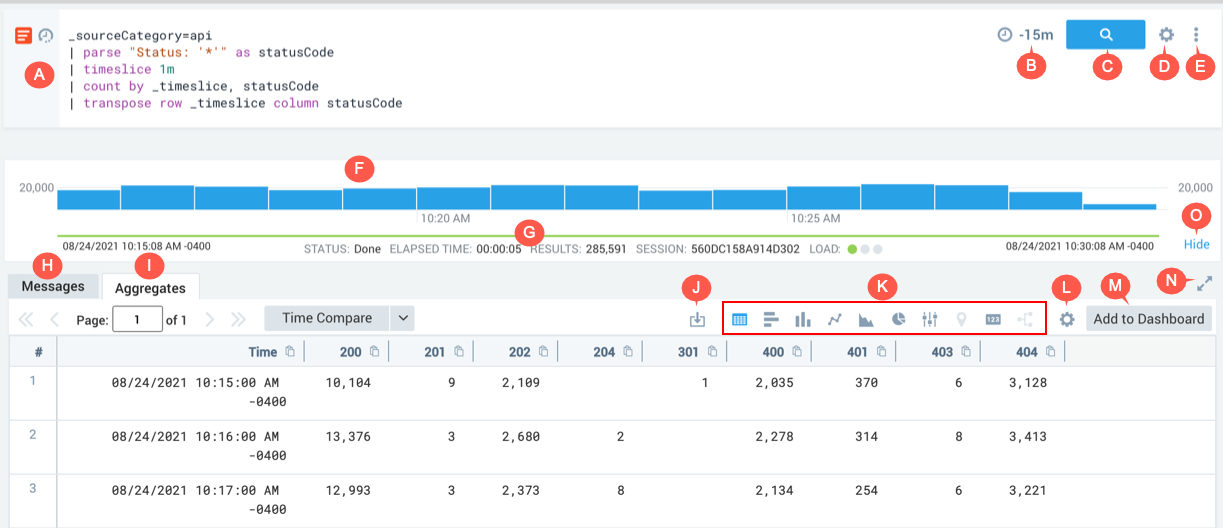 _sourceCategory=api
| parse "Status: '*'" as statusCode
| timeslice 1m
| count by _timeslice, statusCode
| transpose row _timeslice column statusCode
-15m
A
B
C
D
E
F
20,000
20,000
10:20 AM
10:25 AM
G
O
08/24/2021 10:15:08 AM -0400
STATUS: Done ELAPSED TIME: 00:00:05 RESULTS: 285,591 SESSION: 560DC158A914D302 LOAD:
08/24/2021 10:30:08 AM -0400
Hide
H
I
J
K
L
M
N
Messages
Aggregates
Page: 1 of 1
Time Compare
123
Add to Dashboard
# Time 200 201 202 204 301 400 401 403 404
1 08/24/2021 10:15:00 AM 10,104 9 2,109 1 2,035 370 6 3,128
-0400
2 08/24/2021 10:16:00 AM 13,376 3 2,680 2 2,278 314 8 3,413
-0400
3 08/24/2021 10:17:00 AM 12,993 3 2,373 8 2,134 254 6 3,221
-0400